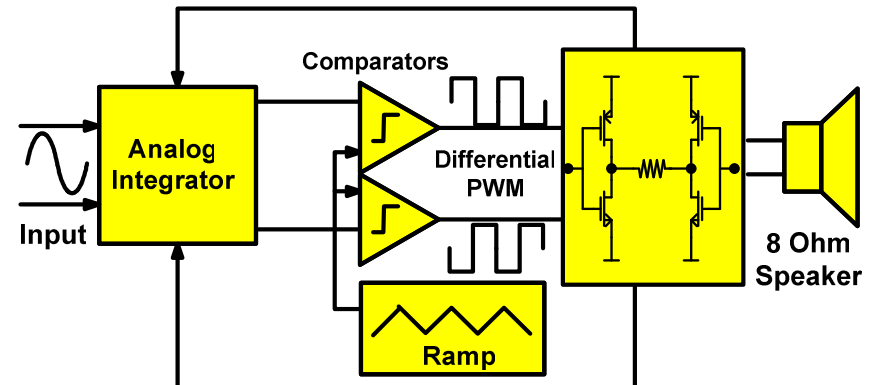 Comparators
Analog
Integrator
Input
Differential
PWM
Ramp
8 Ohm
Speaker